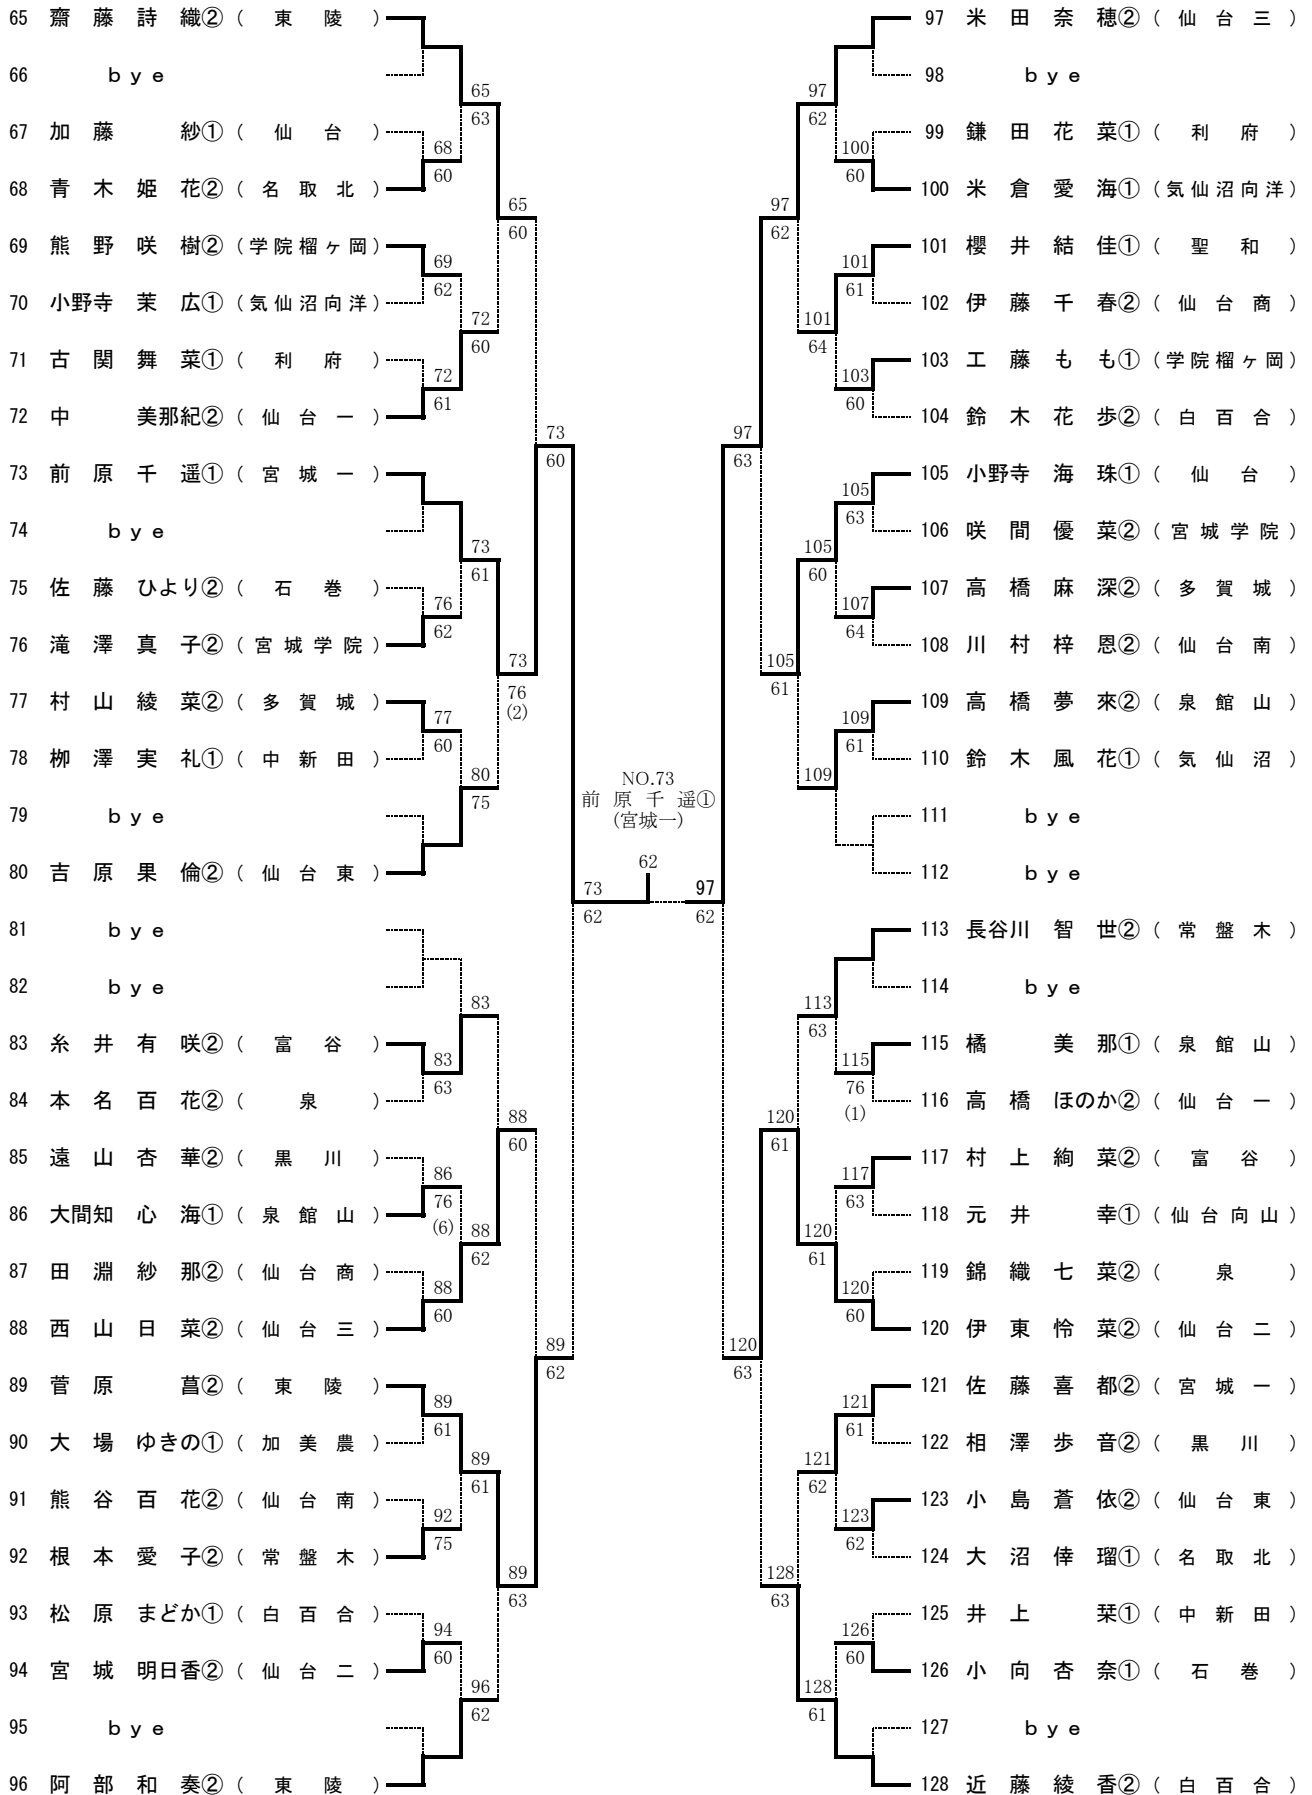 65 齋藤詩織② (東陵)
66 bye
65
63
67 加藤 紗① (仙台)
68
60
68 青木姫花② (名取北)
65
60
69 熊野咲樹② (学院榴ヶ岡)
69
62
70 小野寺茉広① (気仙沼向洋)
72
60
71 古関舞菜① (利府)
72
61
72 中 美那紀② (仙台一)
73
60
73 前原千遥① (宮城一)
74 bye
73
61
75 佐藤ひより② (石巻)
76
62
76 滝澤真子② (宮城学院)
73
76
(2)
77 村山綾菜② (多賀城)
77
60
78 栁澤実礼① (中新田)
80
75
79 bye
80 吉原果倫② (仙台東)
73
62
81 bye
82 bye
83
83 糸井有咲② (富谷)
83
63
84 本名百花② (泉)
88
60
85 遠山杏華② (黒川)
86
76
(6)
86 大間知心海① (泉館山)
88
62
87 田淵紗那② (仙台商)
88
60
88 西山日菜② (仙台三)
89
62
89 菅原 菖② (東陵)
89
61
90 大場ゆきの① (加美農)
89
61
91 熊谷百花② (仙台南)
92
75
92 根本愛子② (常盤木)
89
63
93 松原まどか① (白百合)
94
60
94 宮城明日香② (仙台二)
96
62
95 bye
96 阿部和奏② (東陵)
NO.73
前原千遥①
(宮城一)
62
97 米田奈穂② (仙台三)
98 bye
97
62
99 鎌田花菜① (利府)
100
60
100 米倉愛海① (気仙沼向洋)
97
62
101 櫻井結佳① (聖和)
101
61
102 伊藤千春② (仙台商)
101
64
103 工藤もも① (学院榴ヶ岡)
103
60
104 鈴木花歩② (白百合)
97
63
105 小野寺海珠① (仙台)
105
63
106 咲間優菜② (宮城学院)
105
60
107 高橋麻深② (多賀城)
107
64
108 川村梓恩② (仙台南)
105
61
109 高橋夢來② (泉館山)
109
61
110 鈴木風花① (気仙沼)
109
111 bye
112 bye
97
62
113 長谷川智世② (常盤木)
114 bye
113
63
115 橘 美那① (泉館山)
115
76
(1)
116 高橋ほのか② (仙台一)
120
61
117 村上絢菜② (富谷)
117
63
118 元井 幸① (仙台向山)
120
61
119 錦織七菜② (泉)
120
60
120 伊東怜菜② (仙台二)
120
63
121 佐藤喜都② (宮城一)
121
61
122 相澤歩音② (黒川)
121
62
123 小島蒼依② (仙台東)
123
62
124 大沼倖瑠① (名取北)
128
63
125 井上 栞① (中新田)
126
60
126 小向杏奈① (石巻)
128
61
127 bye
128 近藤綾香② (白百合)